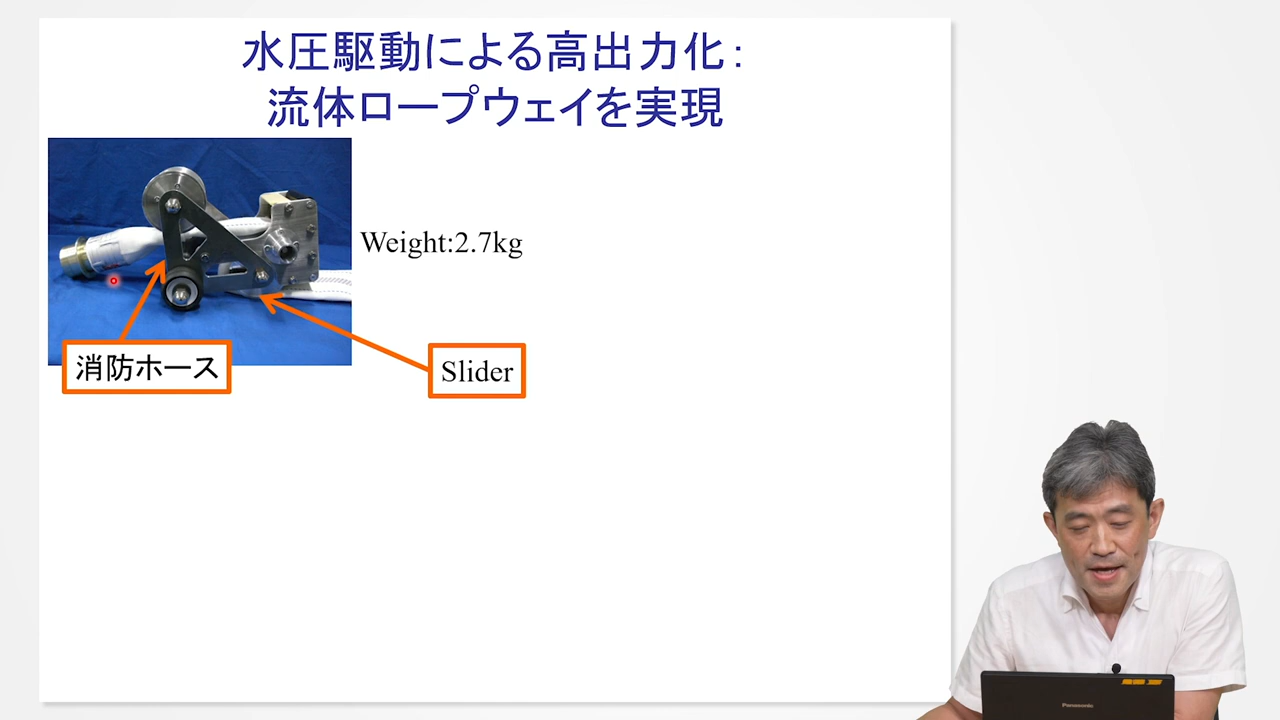 水圧駆動による高出力化：
流体ロープウェイを実現
Weight:2.7kg
消防ホース
Slider
Panasonic